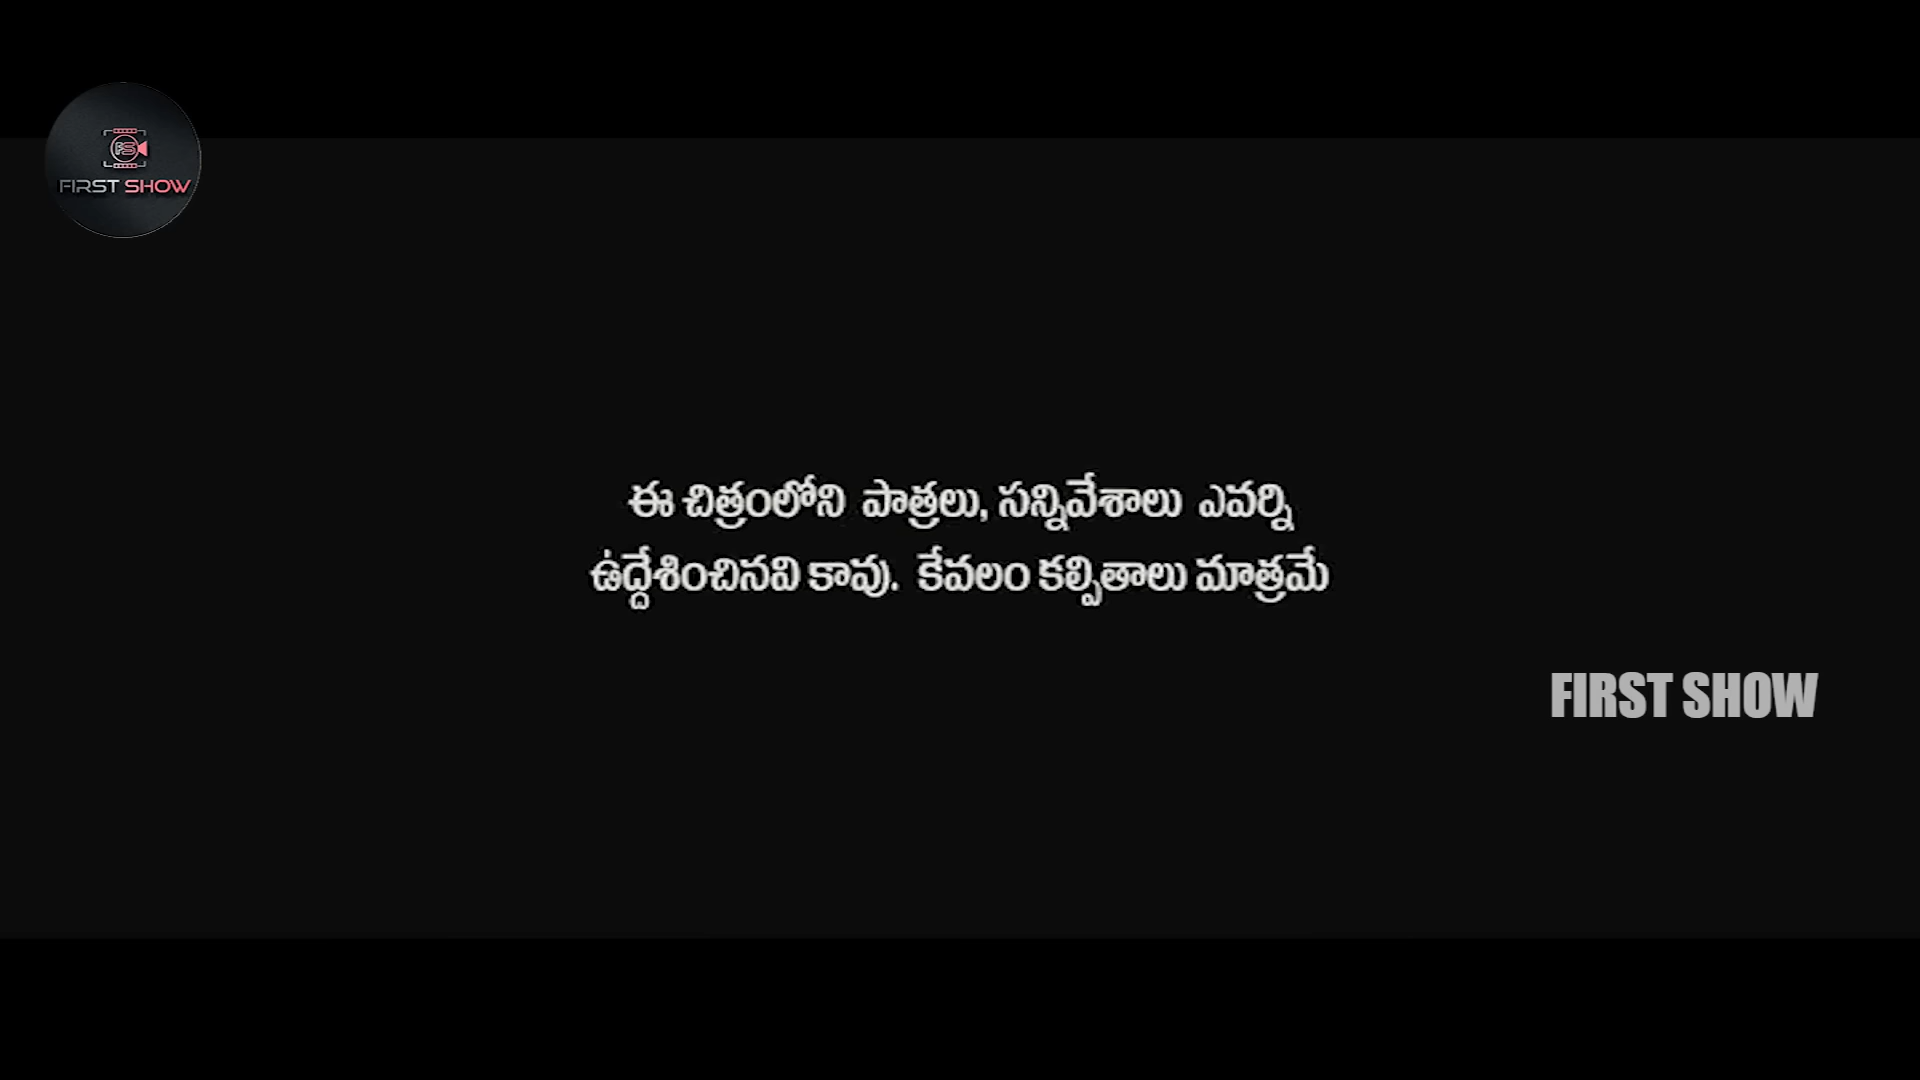 FIRST SHOW
ఈ చిత్రంలోని పాత్రలు, సన్నివేశాలు ఎవర్ని
ఉద్దేశించినవి కావు. కేవలం కల్పితాలు మాత్రమే
FIRST SHOW